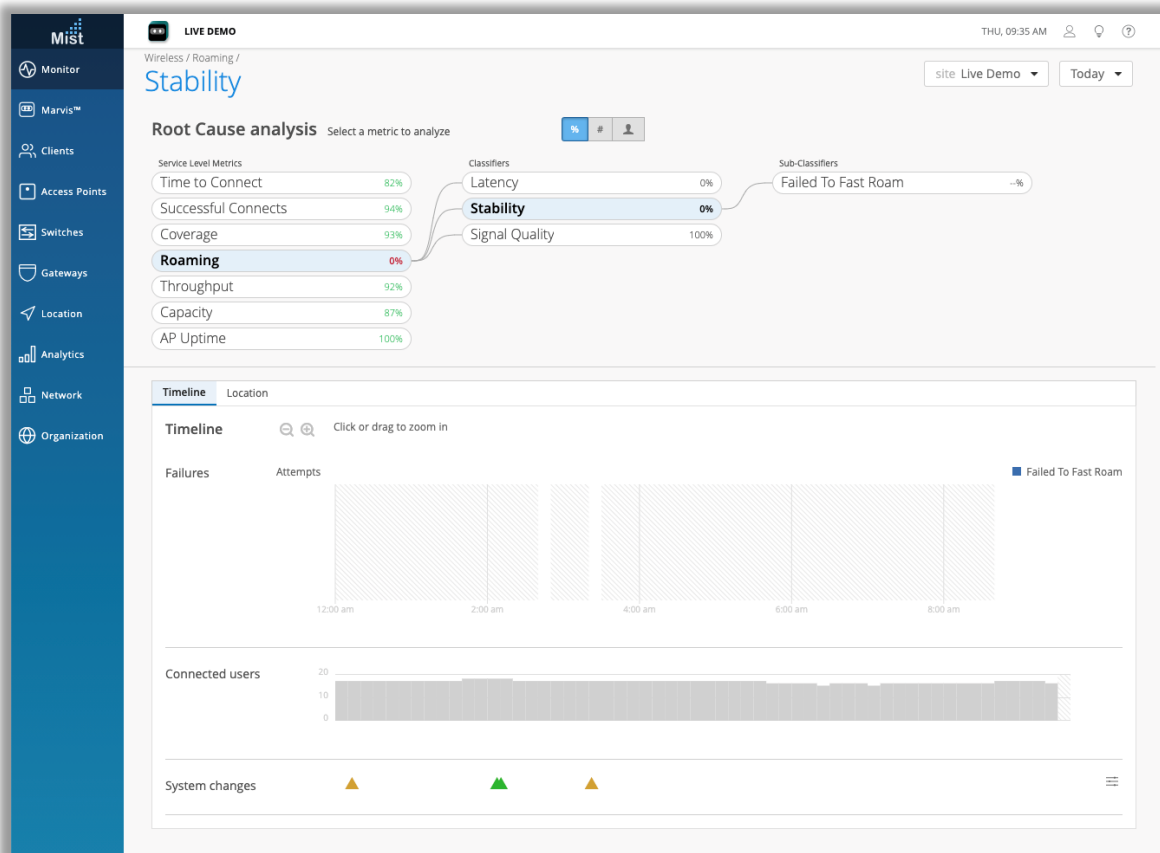 Mist
LIVE DEMO
THU, 09:35 AM
Monitor
Marvis™
Clients
Access Points
Switches
Gateways
Location
Analytics
Network
Organization
Wireless / Roaming /
Stability
site Live Demo
Today
Root Cause analysis Select a metric to analyze
% #
Service Level Metrics
Time to Connect 82%
Successful Connects 94%
Coverage 93%
Roaming 0%
Throughput 92%
Capacity 87%
AP Uptime 100%
Classifiers
Latency 0%
Stability 0%
Signal Quality 100%
Sub-Classifiers
Failed To Fast Roam --%
Timeline Location
Timeline Click or drag to zoom in
Failures Attempts Failed To Fast Roam
12:00 am 2:00 am 4:00 am 6:00 am 8:00 am
Connected users
20
10
0
System changes